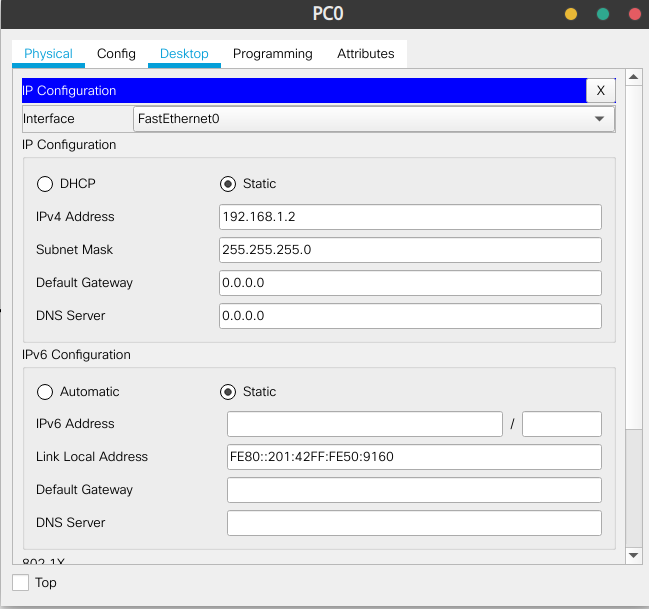 PC0
Physical Config Desktop Programming Attributes
IP Configuration X
Interface FastEthernet0
IP Configuration
DHCP Static
IPv4 Address 192.168.1.2
Subnet Mask 255.255.255.0
Default Gateway 0.0.0.0
DNS Server 0.0.0.0
IPv6 Configuration
Automatic Static
IPv6 Address /
Link Local Address FE80::201:42FF:FE50:9160
Default Gateway
DNS Server
802.1X
Top